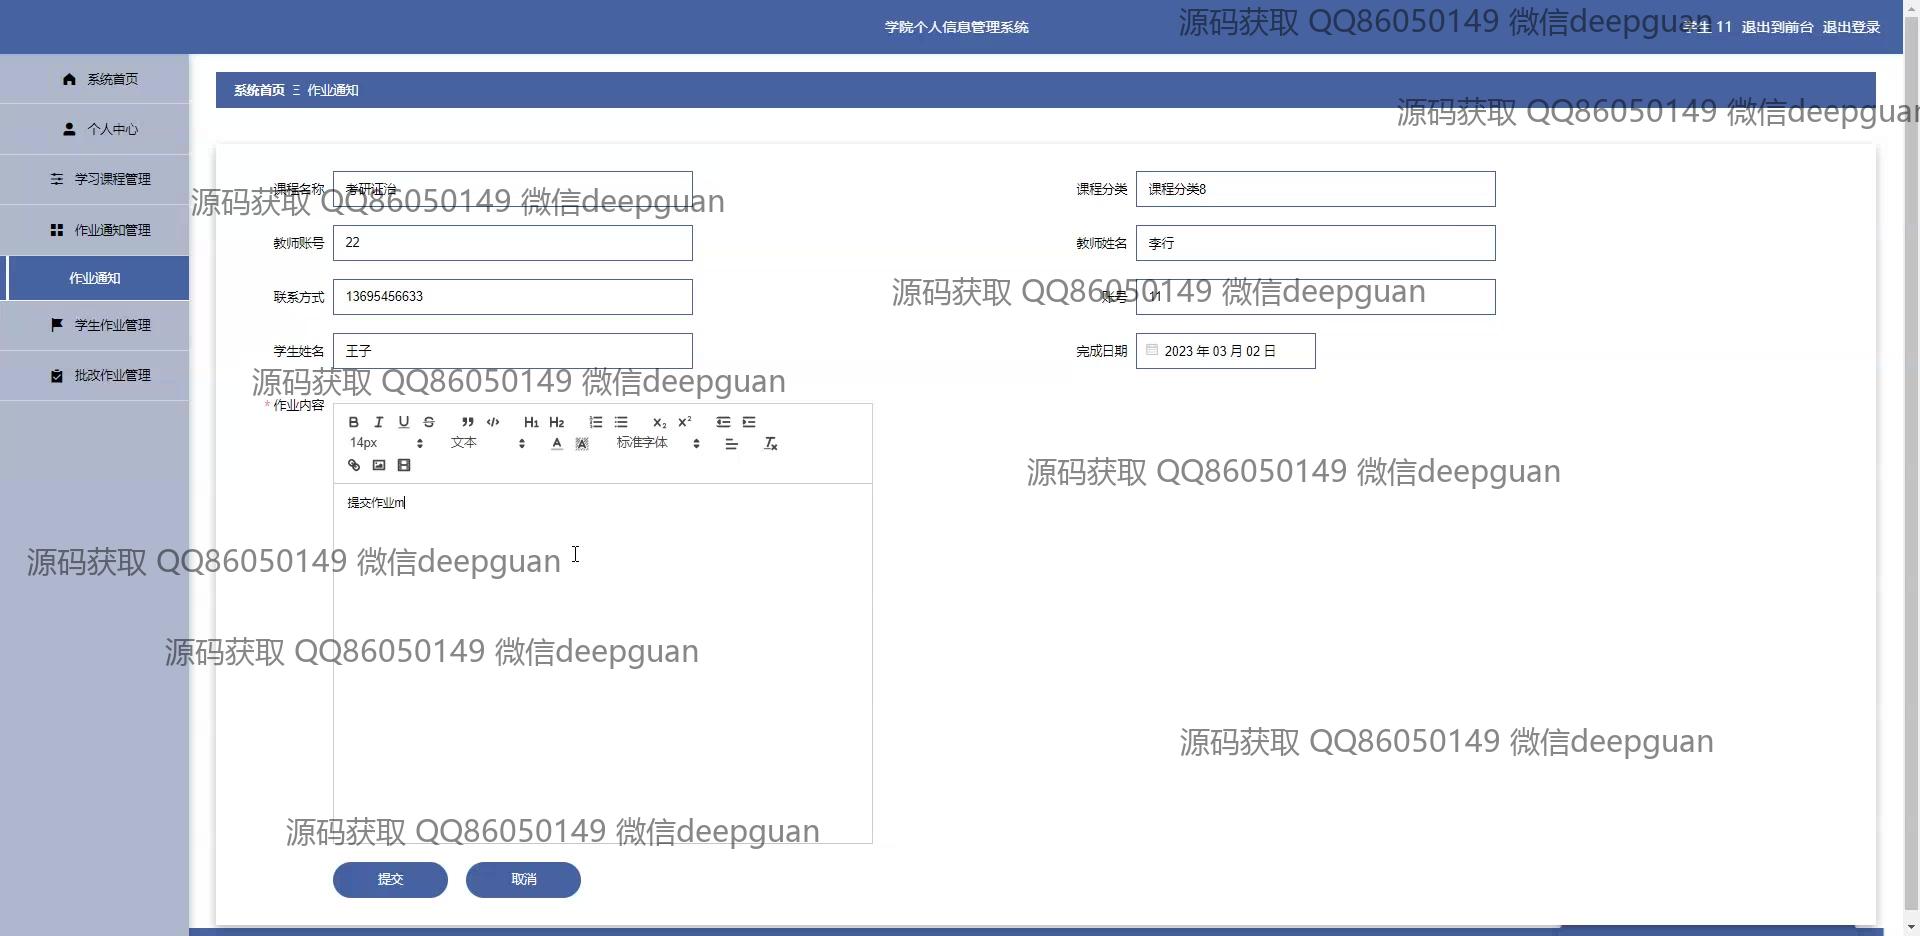 学院个人信息管理系统
源码获取 QQ86050149 微信deepguan
学生 11 退出到前台 退出登录
系统首页
个人中心
学习课程管理
作业通知管理
作业通知
学生作业管理
批改作业管理
系统首页 Ξ 作业通知
源码获取 QQ86050149 微信deepguan
课程名称 考研证治
课程分类 课程分类8
源码获取 QQ86050149 微信deepguan
教师账号 22
教师姓名 李行
联系方式 13695456633
账号 11
源码获取 QQ86050149 微信deepguan
学生姓名 王子
完成日期 2023 年 03 月 02 日
源码获取 QQ86050149 微信deepguan
* 作业内容
B I U S H1 H2 X2 X2
14px 文本 A A 标准字体 Tx
源码获取 QQ86050149 微信deepguan
提交作业m
源码获取 QQ86050149 微信deepguan
源码获取 QQ86050149 微信deepguan
源码获取 QQ86050149 微信deepguan
源码获取 QQ86050149 微信deepguan
提交 取消